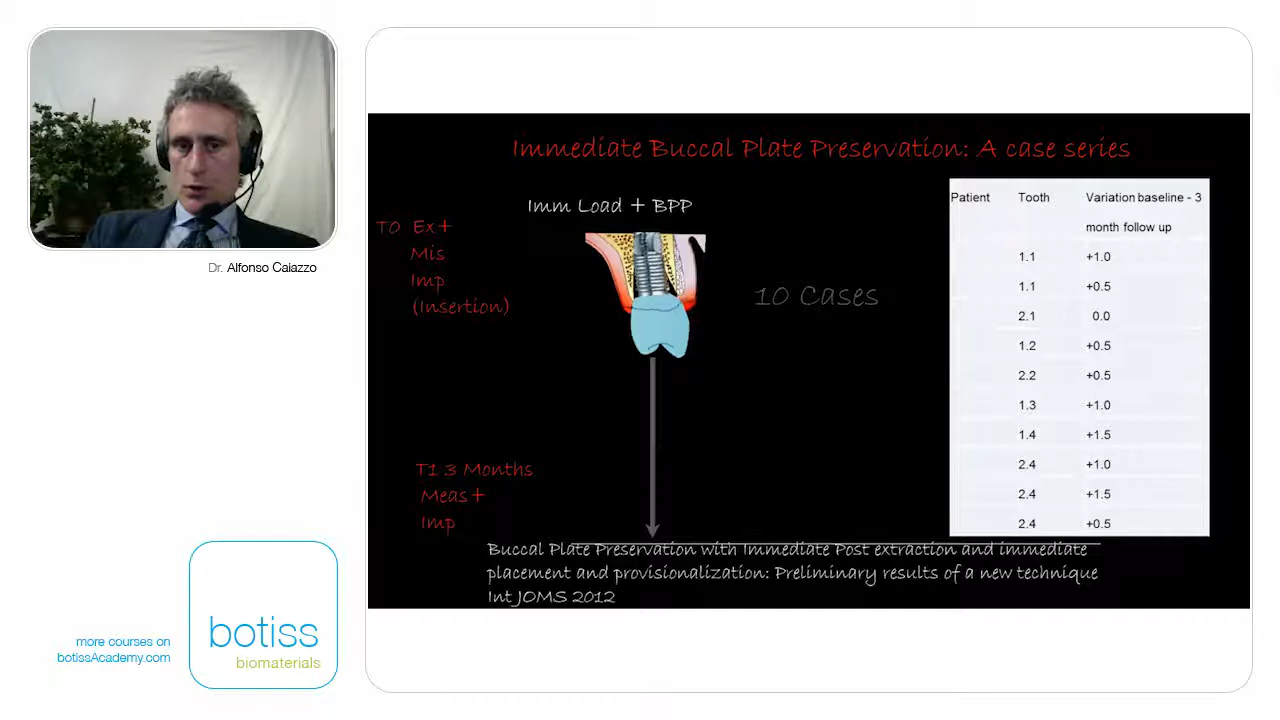 Dr. Alfonso Caiazzo
more courses on
botissAcademy.com
botiss
biomaterials
Immediate Buccal Plate Preservation: A case series
Imm Load + BPP
T0 Ex+
Mis
Imp
(Insertion)
10 Cases
T1 3 Months
Meas+
Imp
Patient Tooth Variation baseline - 3
month follow up
1.1 +1.0
1.1 +0.5
2.1 0.0
1.2 +0.5
2.2 +0.5
1.3 +1.0
1.4 +1.5
2.4 +1.0
2.4 +1.5
2.4 +0.5
Buccal Plate Preservation with Immediate Post extraction and immediate
placement and provisionalization: Preliminary results of a new technique
Int JOMS 2012